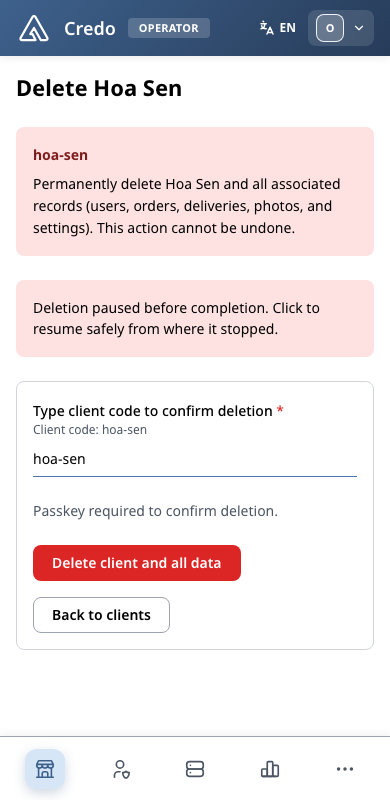 Credo
OPERATOR
EN
O
Delete Hoa Sen
hoa-sen
Permanently delete Hoa Sen and all associated
records (users, orders, deliveries, photos, and
settings). This action cannot be undone.
Deletion paused before completion. Click to
resume safely from where it stopped.
Type client code to confirm deletion *
Client code: hoa-sen
hoa-sen
Passkey required to confirm deletion.
Delete client and all data
Back to clients